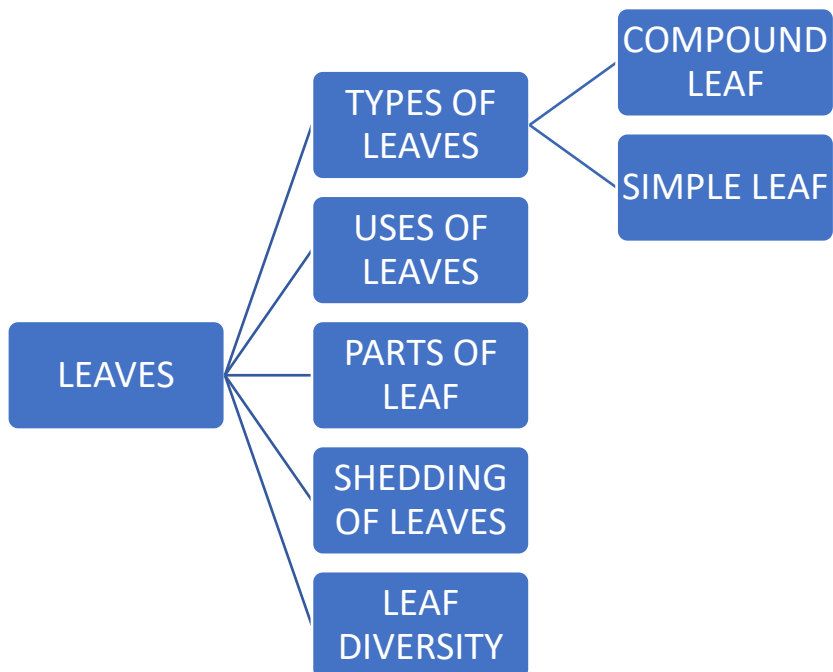 LEAVES
TYPES OF
LEAVES
COMPOUND
LEAF
SIMPLE LEAF
USES OF
LEAVES
PARTS OF
LEAF
SHEDDING
OF LEAVES
LEAF
DIVERSITY